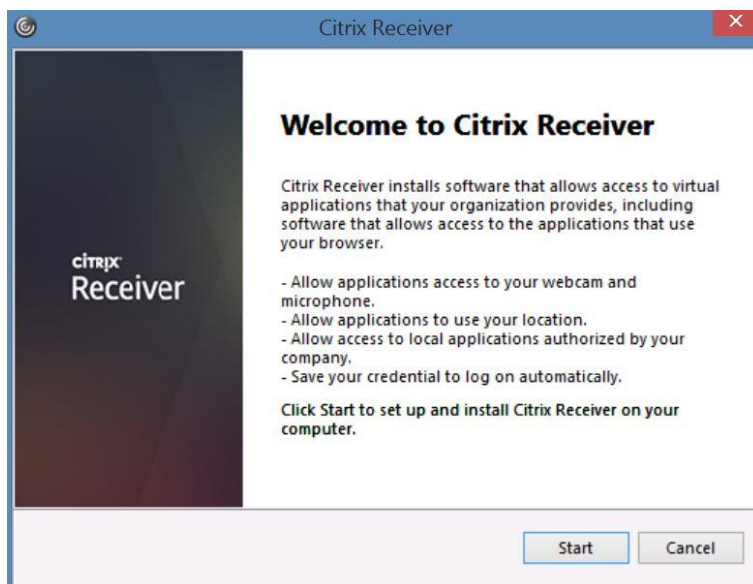 Citrix Receiver
Welcome to Citrix Receiver
Citrix Receiver installs software that allows access to virtual
applications that your organization provides, including
software that allows access to the applications that use
your browser.
- Allow applications access to your webcam and
microphone.
- Allow applications to use your location.
- Allow access to local applications authorized by your
company.
- Save your credential to log on automatically.
Click Start to set up and install Citrix Receiver on your
computer.
CITRIX
Receiver
Start
Cancel